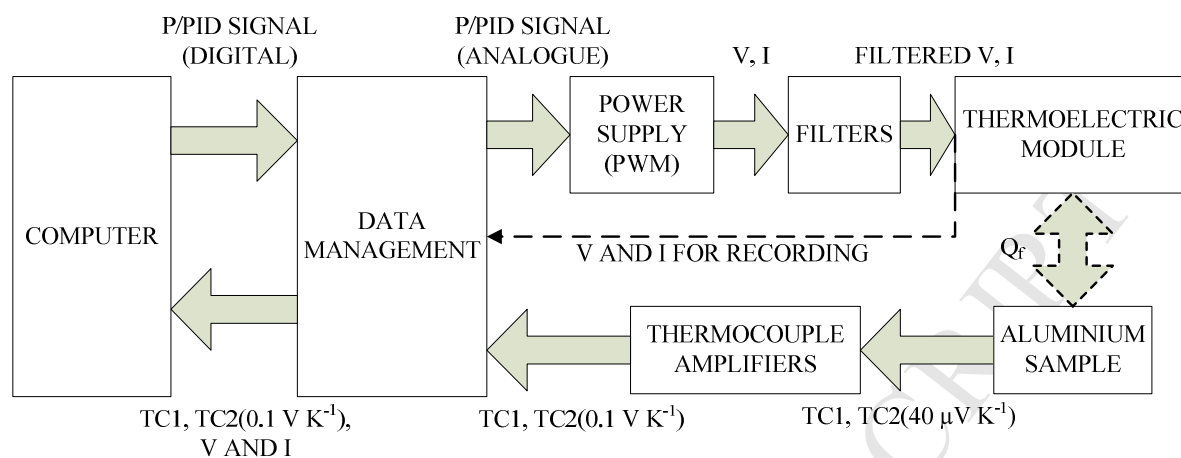 P/PID SIGNAL
(DIGITAL)
P/PID SIGNAL
(ANALOGUE)
V, I
FILTERED V, I
COMPUTER
DATA
MANAGEMENT
POWER
SUPPLY
(PWM)
FILTERS
THERMOELECTRIC
MODULE
V AND I FOR RECORDING
Qf
THERMOCOUPLE
AMPLIFIERS
ALUMINIUM
SAMPLE
TC1, TC2(0.1 V K⁻¹),
V AND I
TC1, TC2(0.1 V K⁻¹)
TC1, TC2(40 µV K⁻¹)
CRIPT